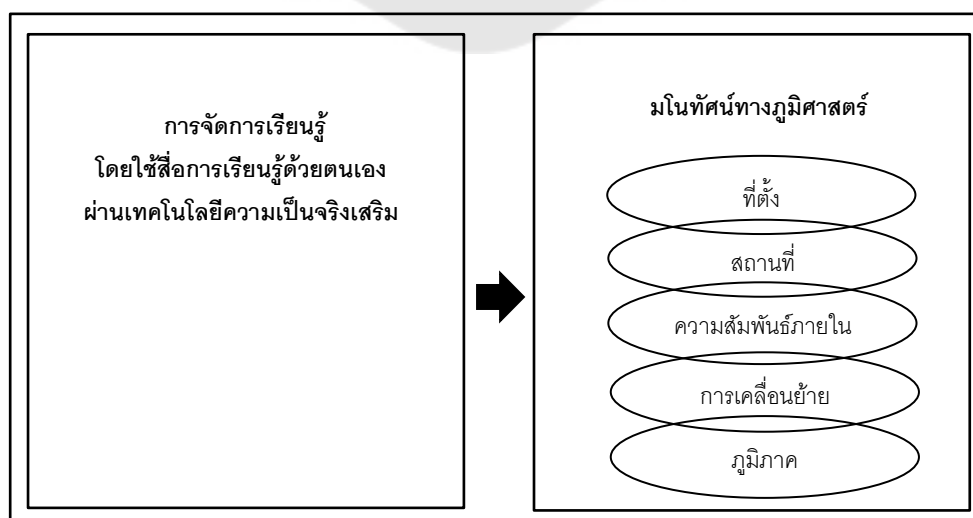 การจัดการเรียนรู้
โดยใช้สื่อการเรียนรู้ด้วยตนเอง
ผ่านเทคโนโลยีความเป็นจริงเสริม
มโนทัศน์ทางภูมิศาสตร์
ที่ตั้ง
สถานที่
ความสัมพันธ์ภายใน
การเคลื่อนย้าย
ภูมิภาค